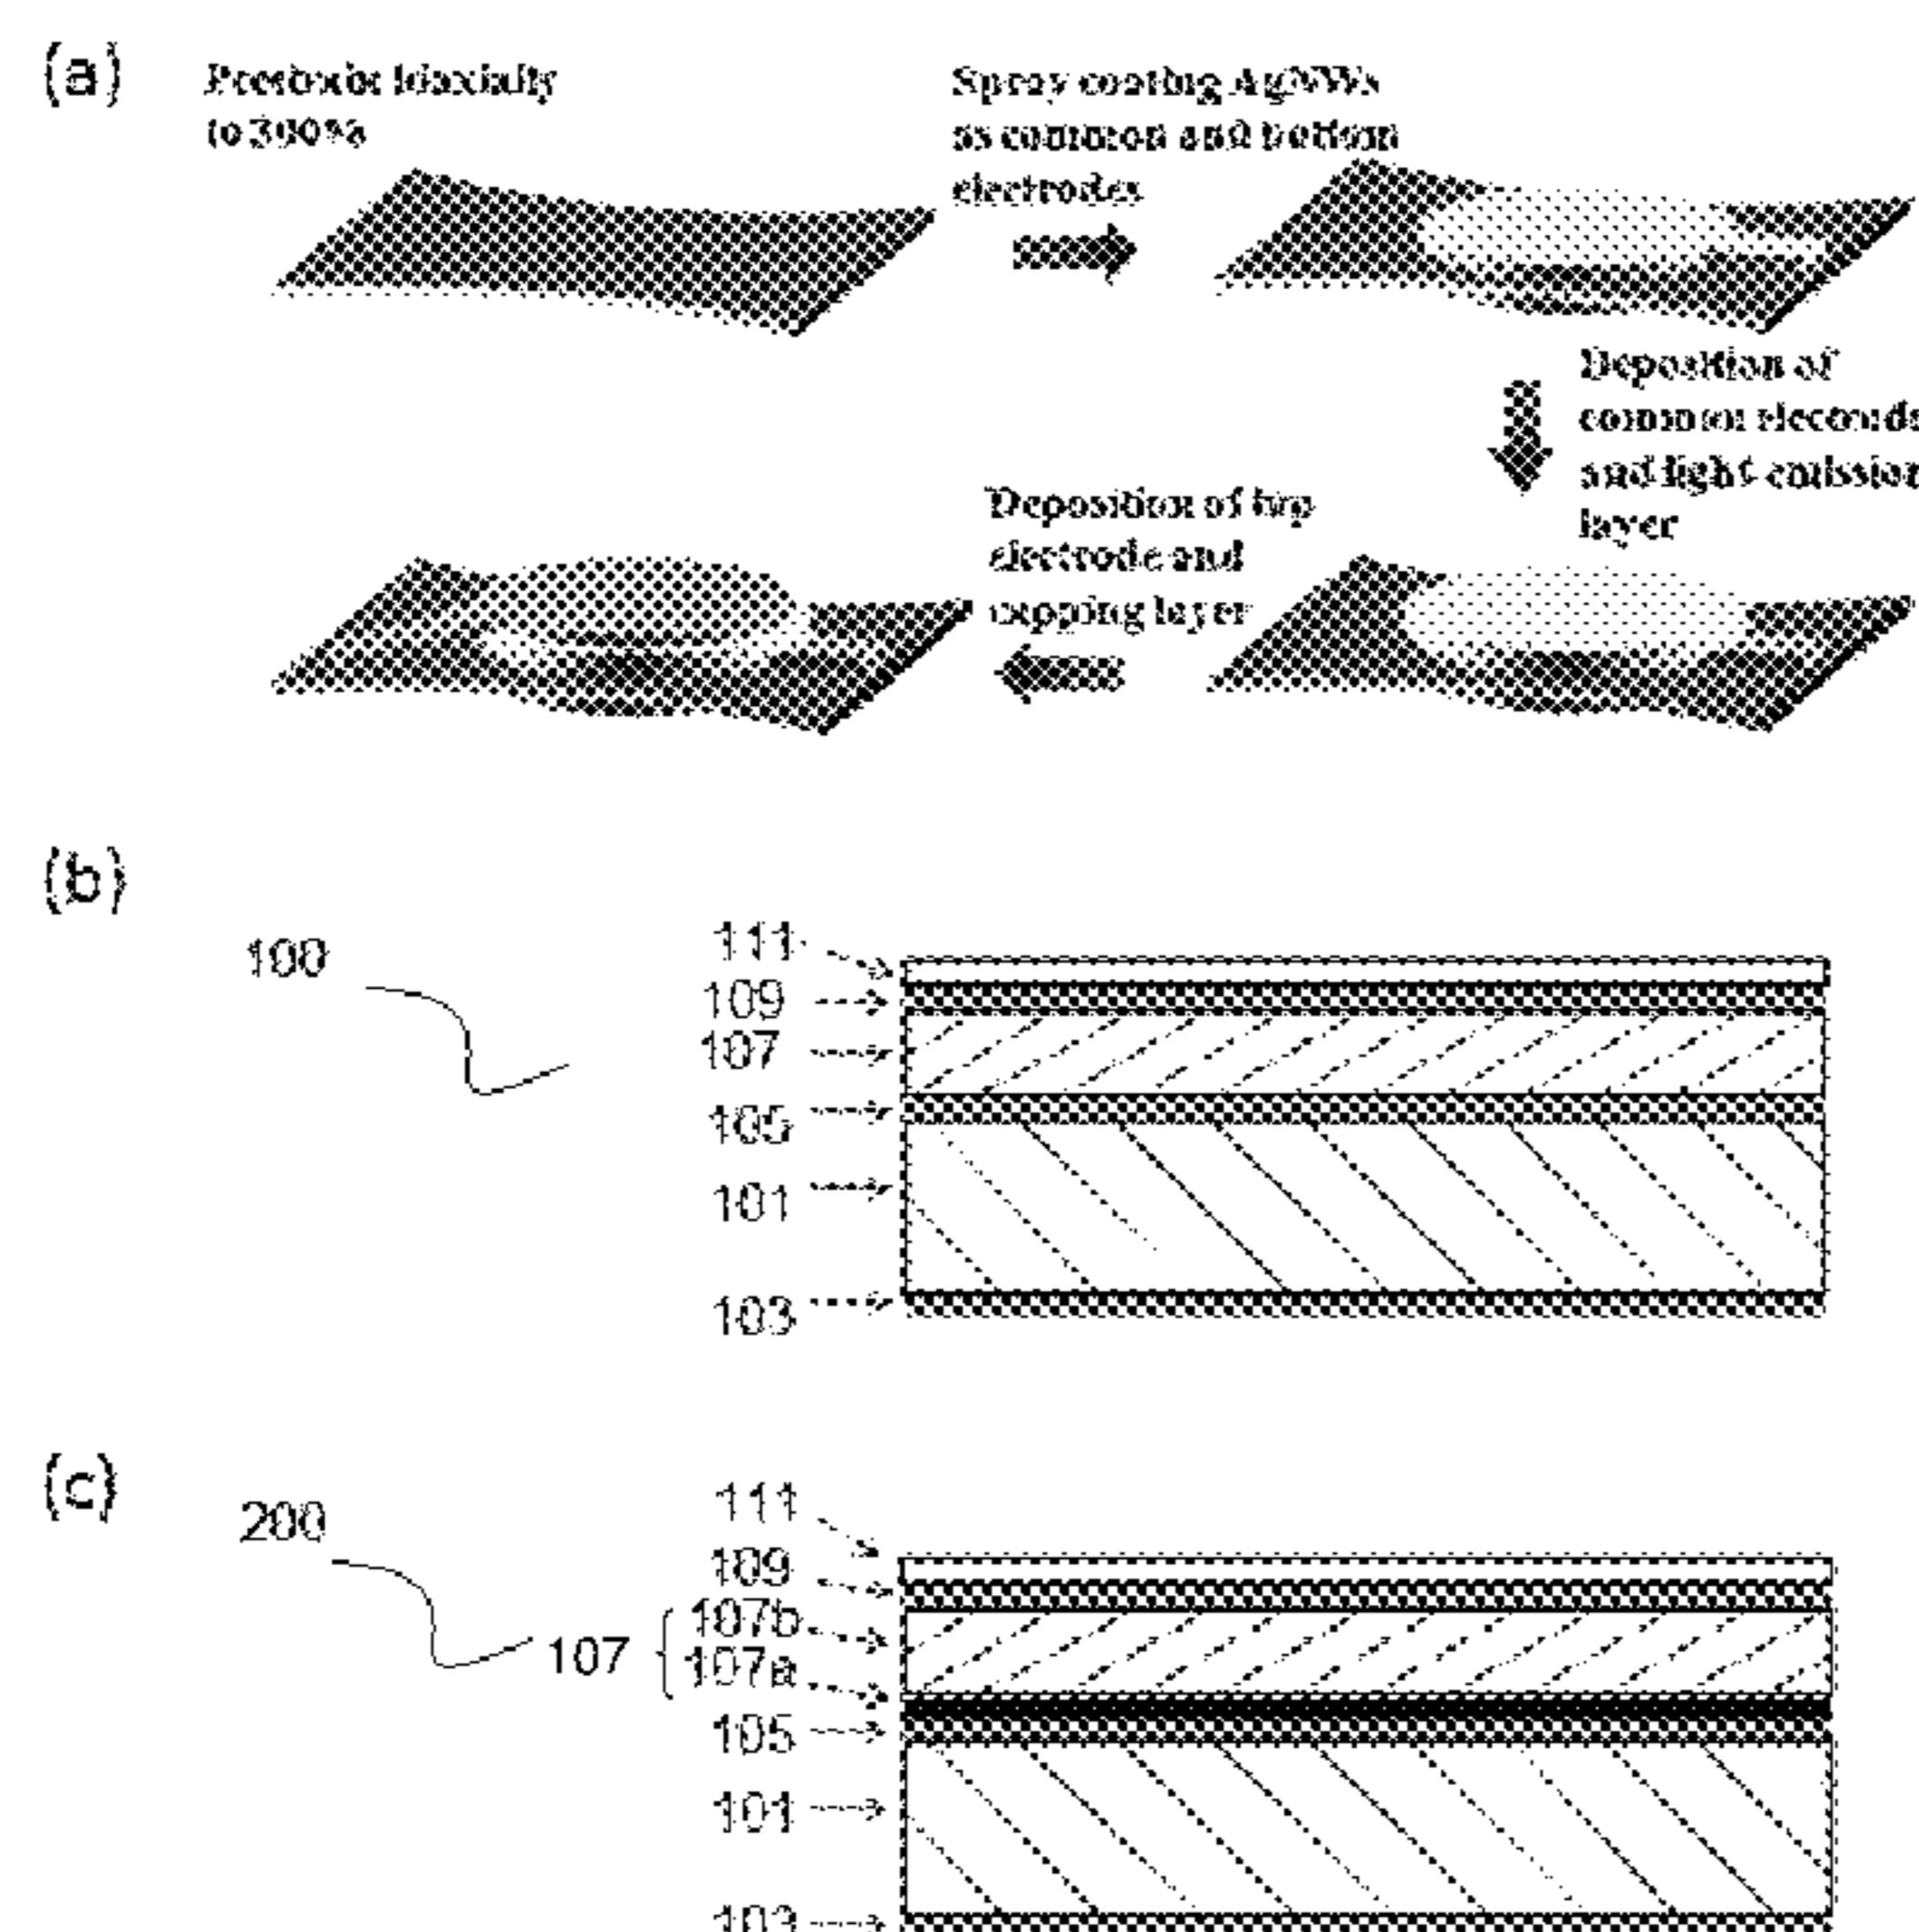 (a)
Prestrain biaxially
to 300%
Spray coating AgNWs
as common and bottom
electrodes
Deposition of
common electrode
and light-emission
layer
Deposition of top
electrode and
capping layer
(b)
100
111
109
107
105
101
103
(c)
200
111
109
107b
107
107a
105
101
103